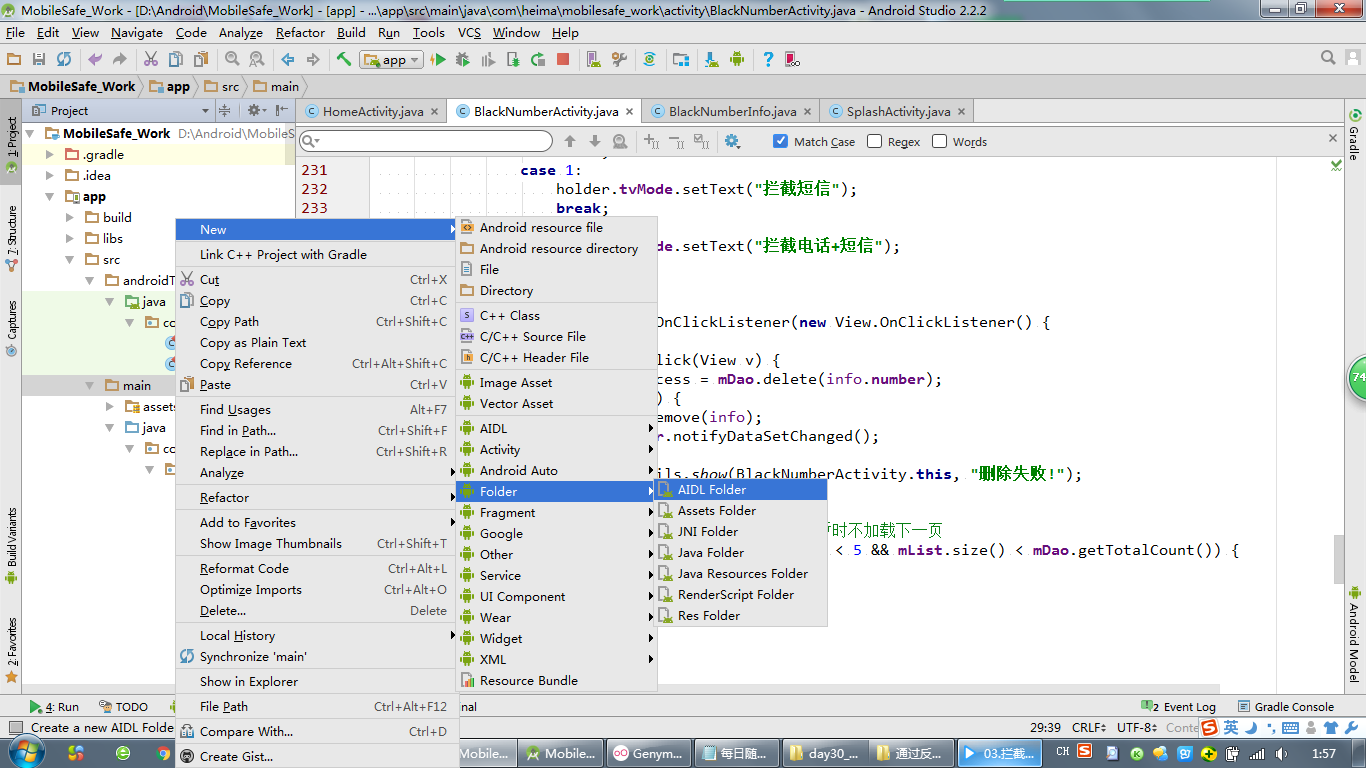 MobileSafe_Work - [D:\Android\MobileSafe_Work] - [app] - ...\app\src\main\java\com\heima\mobilesafe_work\activity\BlackNumberActivity.java - Android Studio 2.2.2
File Edit View Navigate Code Analyze Refactor Build Run Tools VCS Window Help
app
MobileSafe_Work app src main
Project
HomeActivity.java BlackNumberActivity.java BlackNumberInfo.java SplashActivity.java
Match Case Regex Words
1: Project
7: Structure
Captures
Build Variants
2: Favorites
MobileSafe_Work D:\Android\MobileS
.gradle
.idea
app
build
libs
src
androidT
java
co
main
assets
java
co
231 case 1:
232 holder.tvMode.setText("拦截短信");
233 break;
de.setText("拦截电话+短信");
OnClickListener(new View.OnClickListener() {
lick(View v) {
cess = mDao.delete(info.number);
) {
emove(info);
r.notifyDataSetChanged();
ils.show(BlackNumberActivity.this, "删除失败!");
时不加载下一页
< 5 && mList.size() < mDao.getTotalCount()) {
New
Link C++ Project with Gradle
Cut Ctrl+X
Copy Ctrl+C
Copy Path Ctrl+Shift+C
Copy as Plain Text
Copy Reference Ctrl+Alt+Shift+C
Paste Ctrl+V
Find Usages Alt+F7
Find in Path... Ctrl+Shift+F
Replace in Path... Ctrl+Shift+R
Analyze
Refactor
Add to Favorites
Show Image Thumbnails Ctrl+Shift+T
Reformat Code Ctrl+Alt+L
Optimize Imports Ctrl+Alt+O
Delete... Delete
Local History
Synchronize 'main'
Show in Explorer
File Path Ctrl+Alt+F12
Compare With... Ctrl+D
Create Gist...
Android resource file
Android resource directory
File
Directory
C++ Class
C/C++ Source File
C/C++ Header File
Image Asset
Vector Asset
AIDL
Activity
Android Auto
Folder
Fragment
Google
Other
Service
UI Component
Wear
Widget
XML
Resource Bundle
AIDL Folder
Assets Folder
JNI Folder
Java Folder
Java Resources Folder
RenderScript Folder
Res Folder
Gradle
74
Android Model
4: Run TODO nal 2 Event Log Gradle Console
Create a new AIDL Folde 29:39 CRLF UTF-8 Conte 英
Mobile... Mobile... Genym... 每日随... day30_... 通过反... 03.拦截... CH 1:57